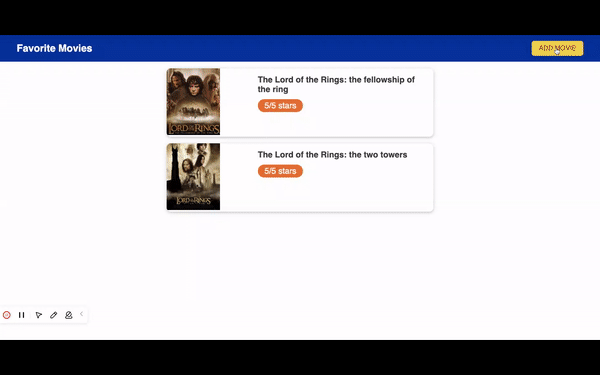 Favorite Movies
ADD MOVIE
The Lord of the Rings: the fellowship of
the ring
5/5 stars
LORD OF THE RINGS
The Lord of the Rings: the two towers
5/5 stars
LORD OF THE RINGS